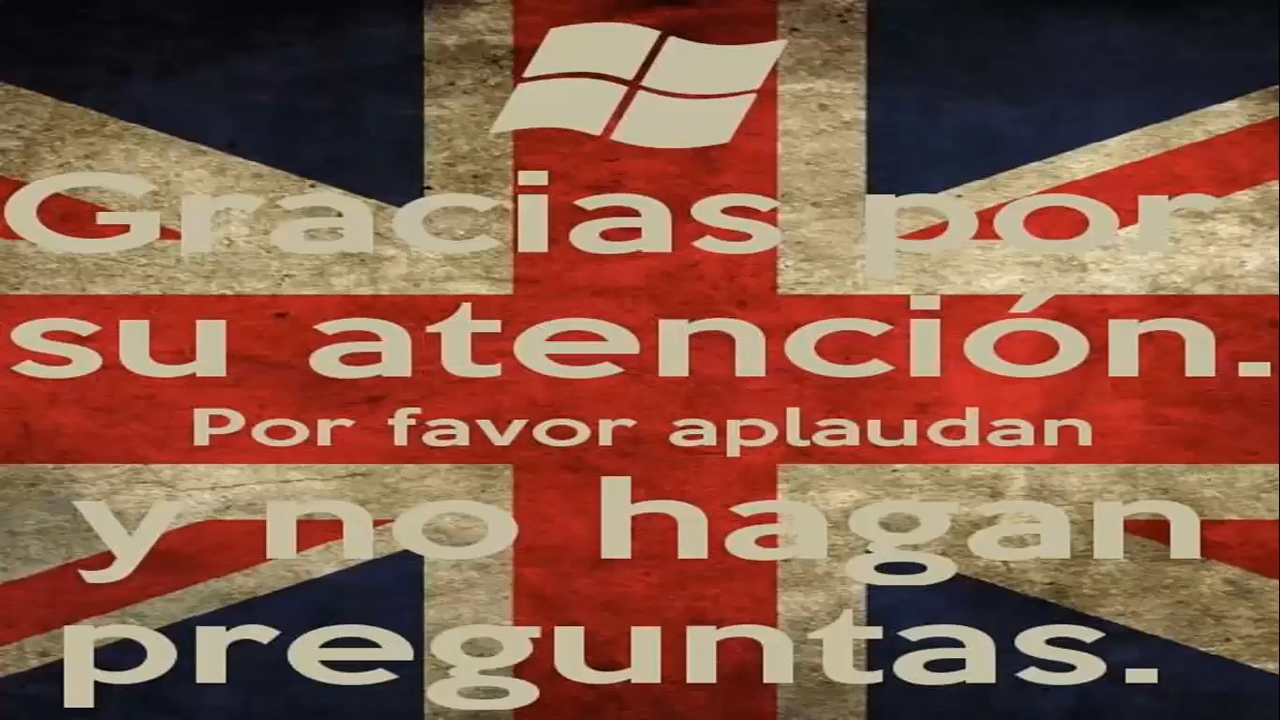 Gracias por
su atención.
Por favor aplaudan
y no hagan
preguntas.